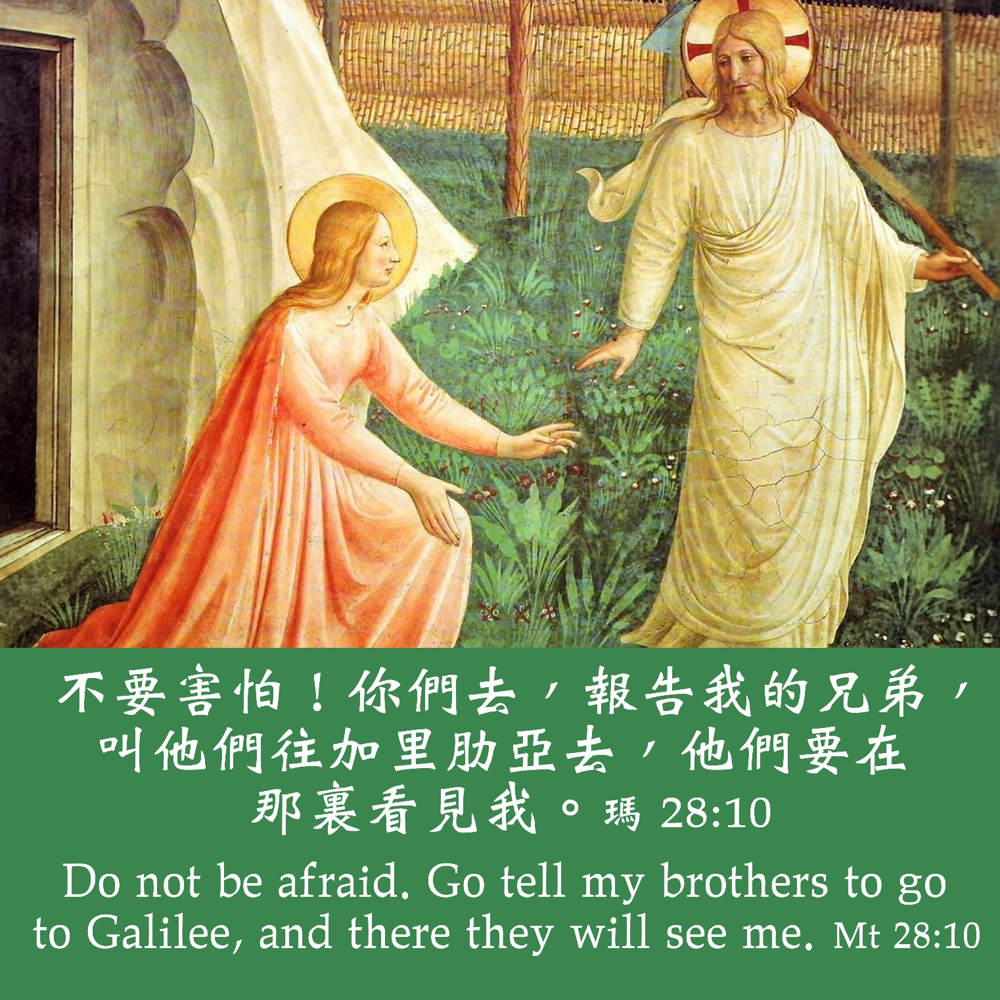 不要害怕！你們去，報告我的兄弟，
叫他們往加里肋亞去，他們要在
那裏看見我。瑪 28:10
Do not be afraid. Go tell my brothers to go
to Galilee, and there they will see me. Mt 28:10